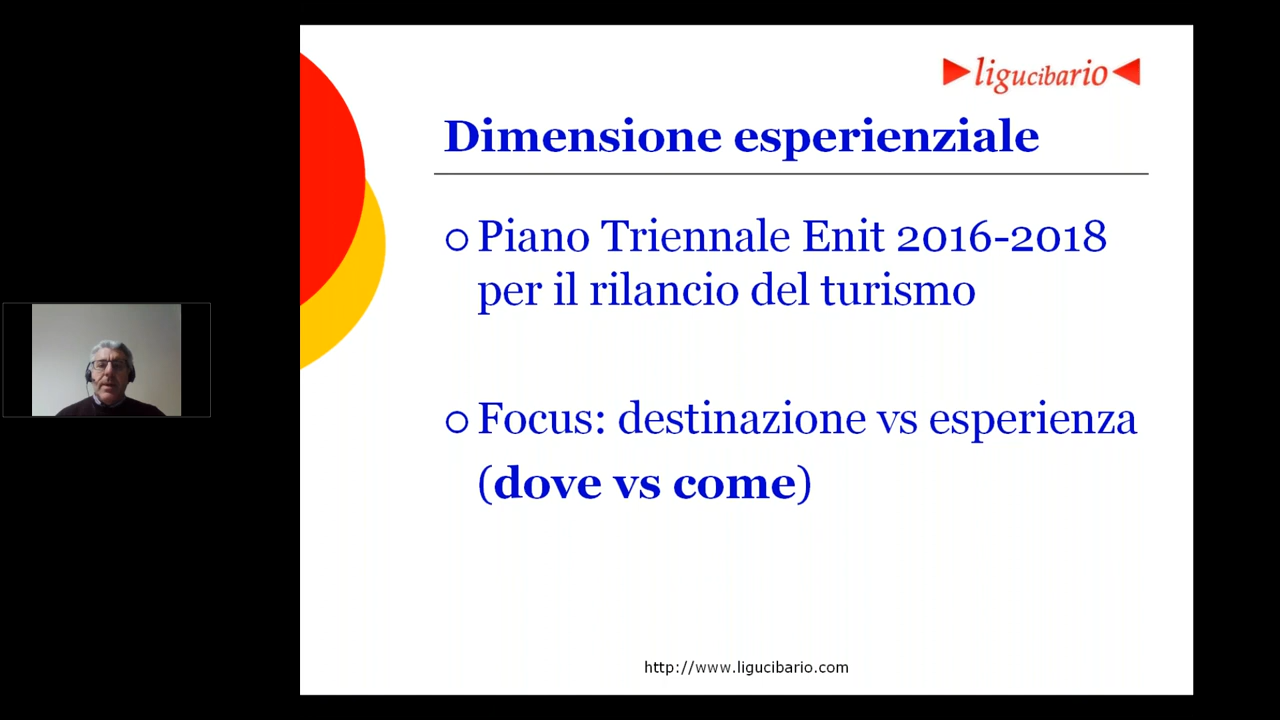 ligucibario
Dimensione esperienziale
Piano Triennale Enit 2016-2018
per il rilancio del turismo
Focus: destinazione vs esperienza
(dove vs come)
http://www.ligucibario.com